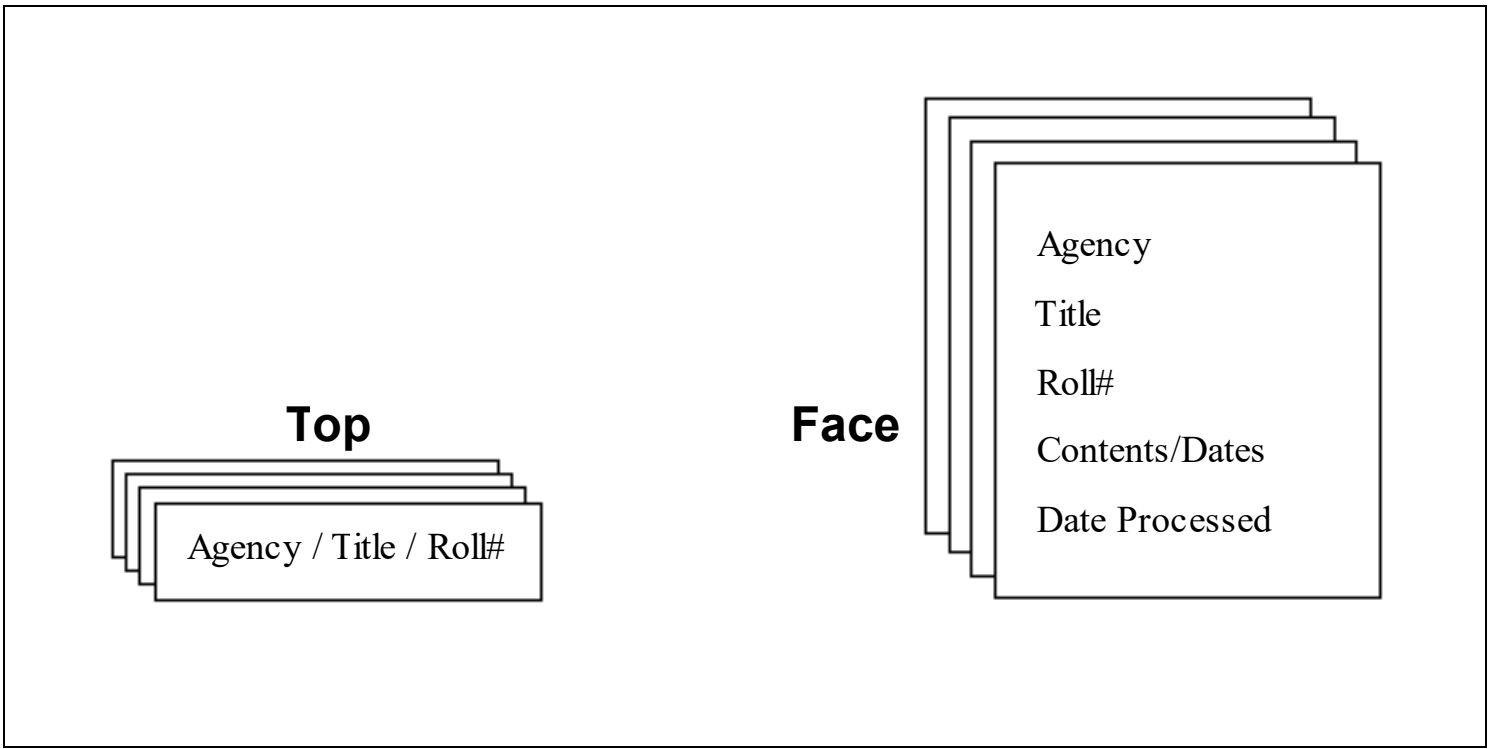 Top
Agency / Title / Roll#
Face
Agency
Title
Roll#
Contents/Dates
Date Processed